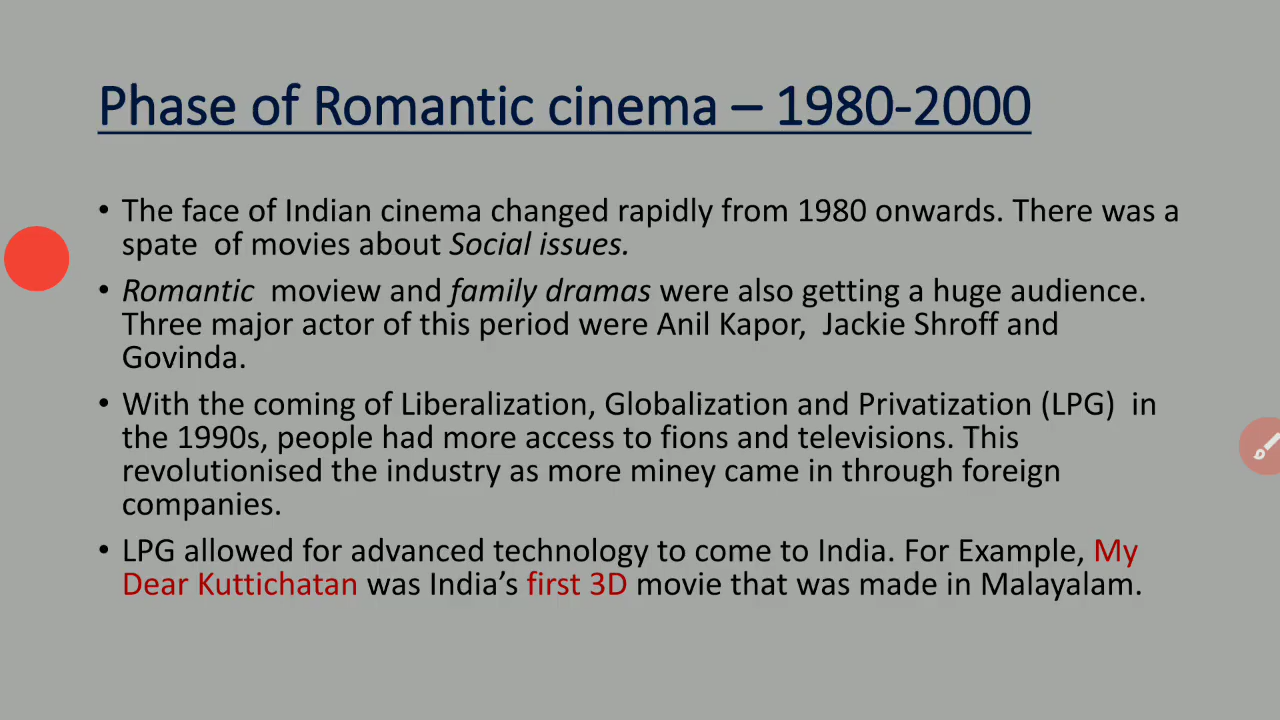 Phase of Romantic cinema – 1980-2000
• The face of Indian cinema changed rapidly from 1980 onwards. There was a
spate  of movies about Social issues.
• Romantic  moview and family dramas were also getting a huge audience.
Three major actor of this period were Anil Kapor,  Jackie Shroff and
Govinda.
• With the coming of Liberalization, Globalization and Privatization (LPG)  in
the 1990s, people had more access to fions and televisions. This
revolutionised the industry as more miney came in through foreign
companies.
• LPG allowed for advanced technology to come to India. For Example, My
Dear Kuttichatan was India’s first 3D movie that was made in Malayalam.